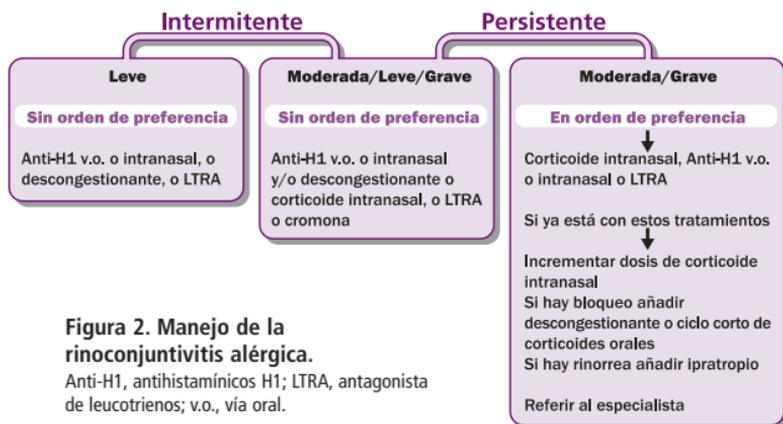 Intermitente
Persistente
Leve
Sin orden de preferencia
Anti-H1 v.o. o intranasal, o
descongestionante, o LTRA
Moderada/Leve/Grave
Sin orden de preferencia
Anti-H1 v.o. o intranasal
y/o descongestionante o
corticoide intranasal, o LTRA
o cromona
Moderada/Grave
En orden de preferencia
Corticoide intranasal, Anti-H1 v.o.
o intranasal o LTRA
Si ya está con estos tratamientos
Incrementar dosis de corticoide
intranasal
Si hay bloqueo añadir
descongestionante o ciclo corto de
corticoides orales
Si hay rinorrea añadir ipratropio
Referir al especialista
Figura 2. Manejo de la
rinoconjuntivitis alérgica.
Anti-H1, antihistamínicos H1; LTRA, antagonista
de leucotrienos; v.o., vía oral.